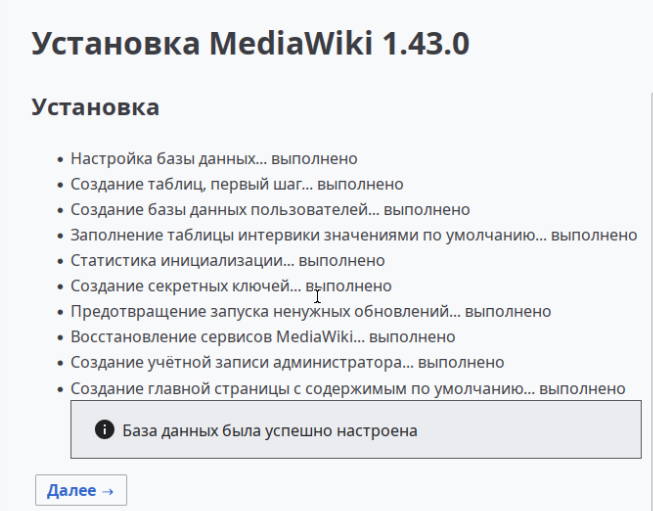 Установка MediaWiki 1.43.0
Установка
• Настройка базы данных... выполнено
• Создание таблиц, первый шаг... выполнено
• Создание базы данных пользователей... выполнено
• Заполнение таблицы интервики значениями по умолчанию... выполнено
• Статистика инициализации... выполнено
• Создание секретных ключей... выполнено
• Предотвращение запуска ненужных обновлений... выполнено
• Восстановление сервисов MediaWiki... выполнено
• Создание учётной записи администратора... выполнено
• Создание главной страницы с содержимым по умолчанию... выполнено
База данных была успешно настроена
Далее →